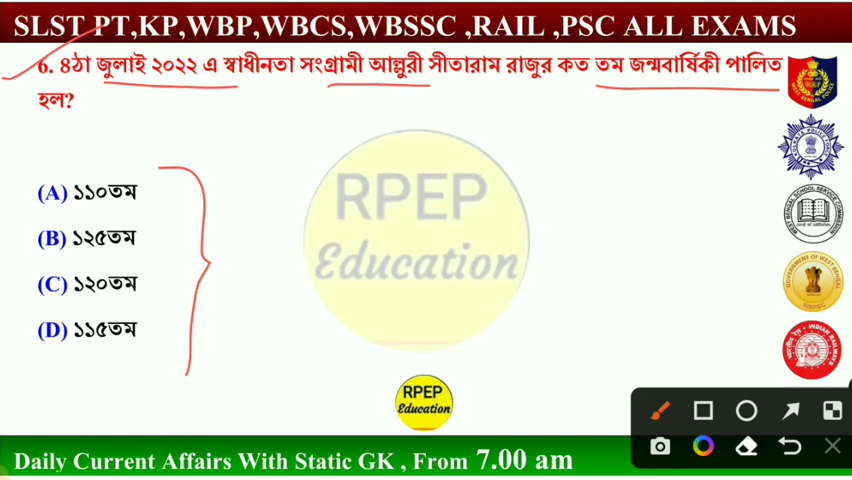 SLST PT,KP,WBP,WBCS,WBSSC ,RAIL ,PSC ALL EXAMS
6. ৪ঠা জুলাই ২০২২ এ স্বাধীনতা সংগ্রামী আল্লুরী সীতারাম রাজুর কত তম জন্মবার্ষিকী পালিত
হল?
(A) ১১০তম
(B) ১২৫তম
(C) ১২০তম
(D) ১১৫তম
RPEP
Education
RPEP
Education
Daily Current Affairs With Static GK , From 7.00 am